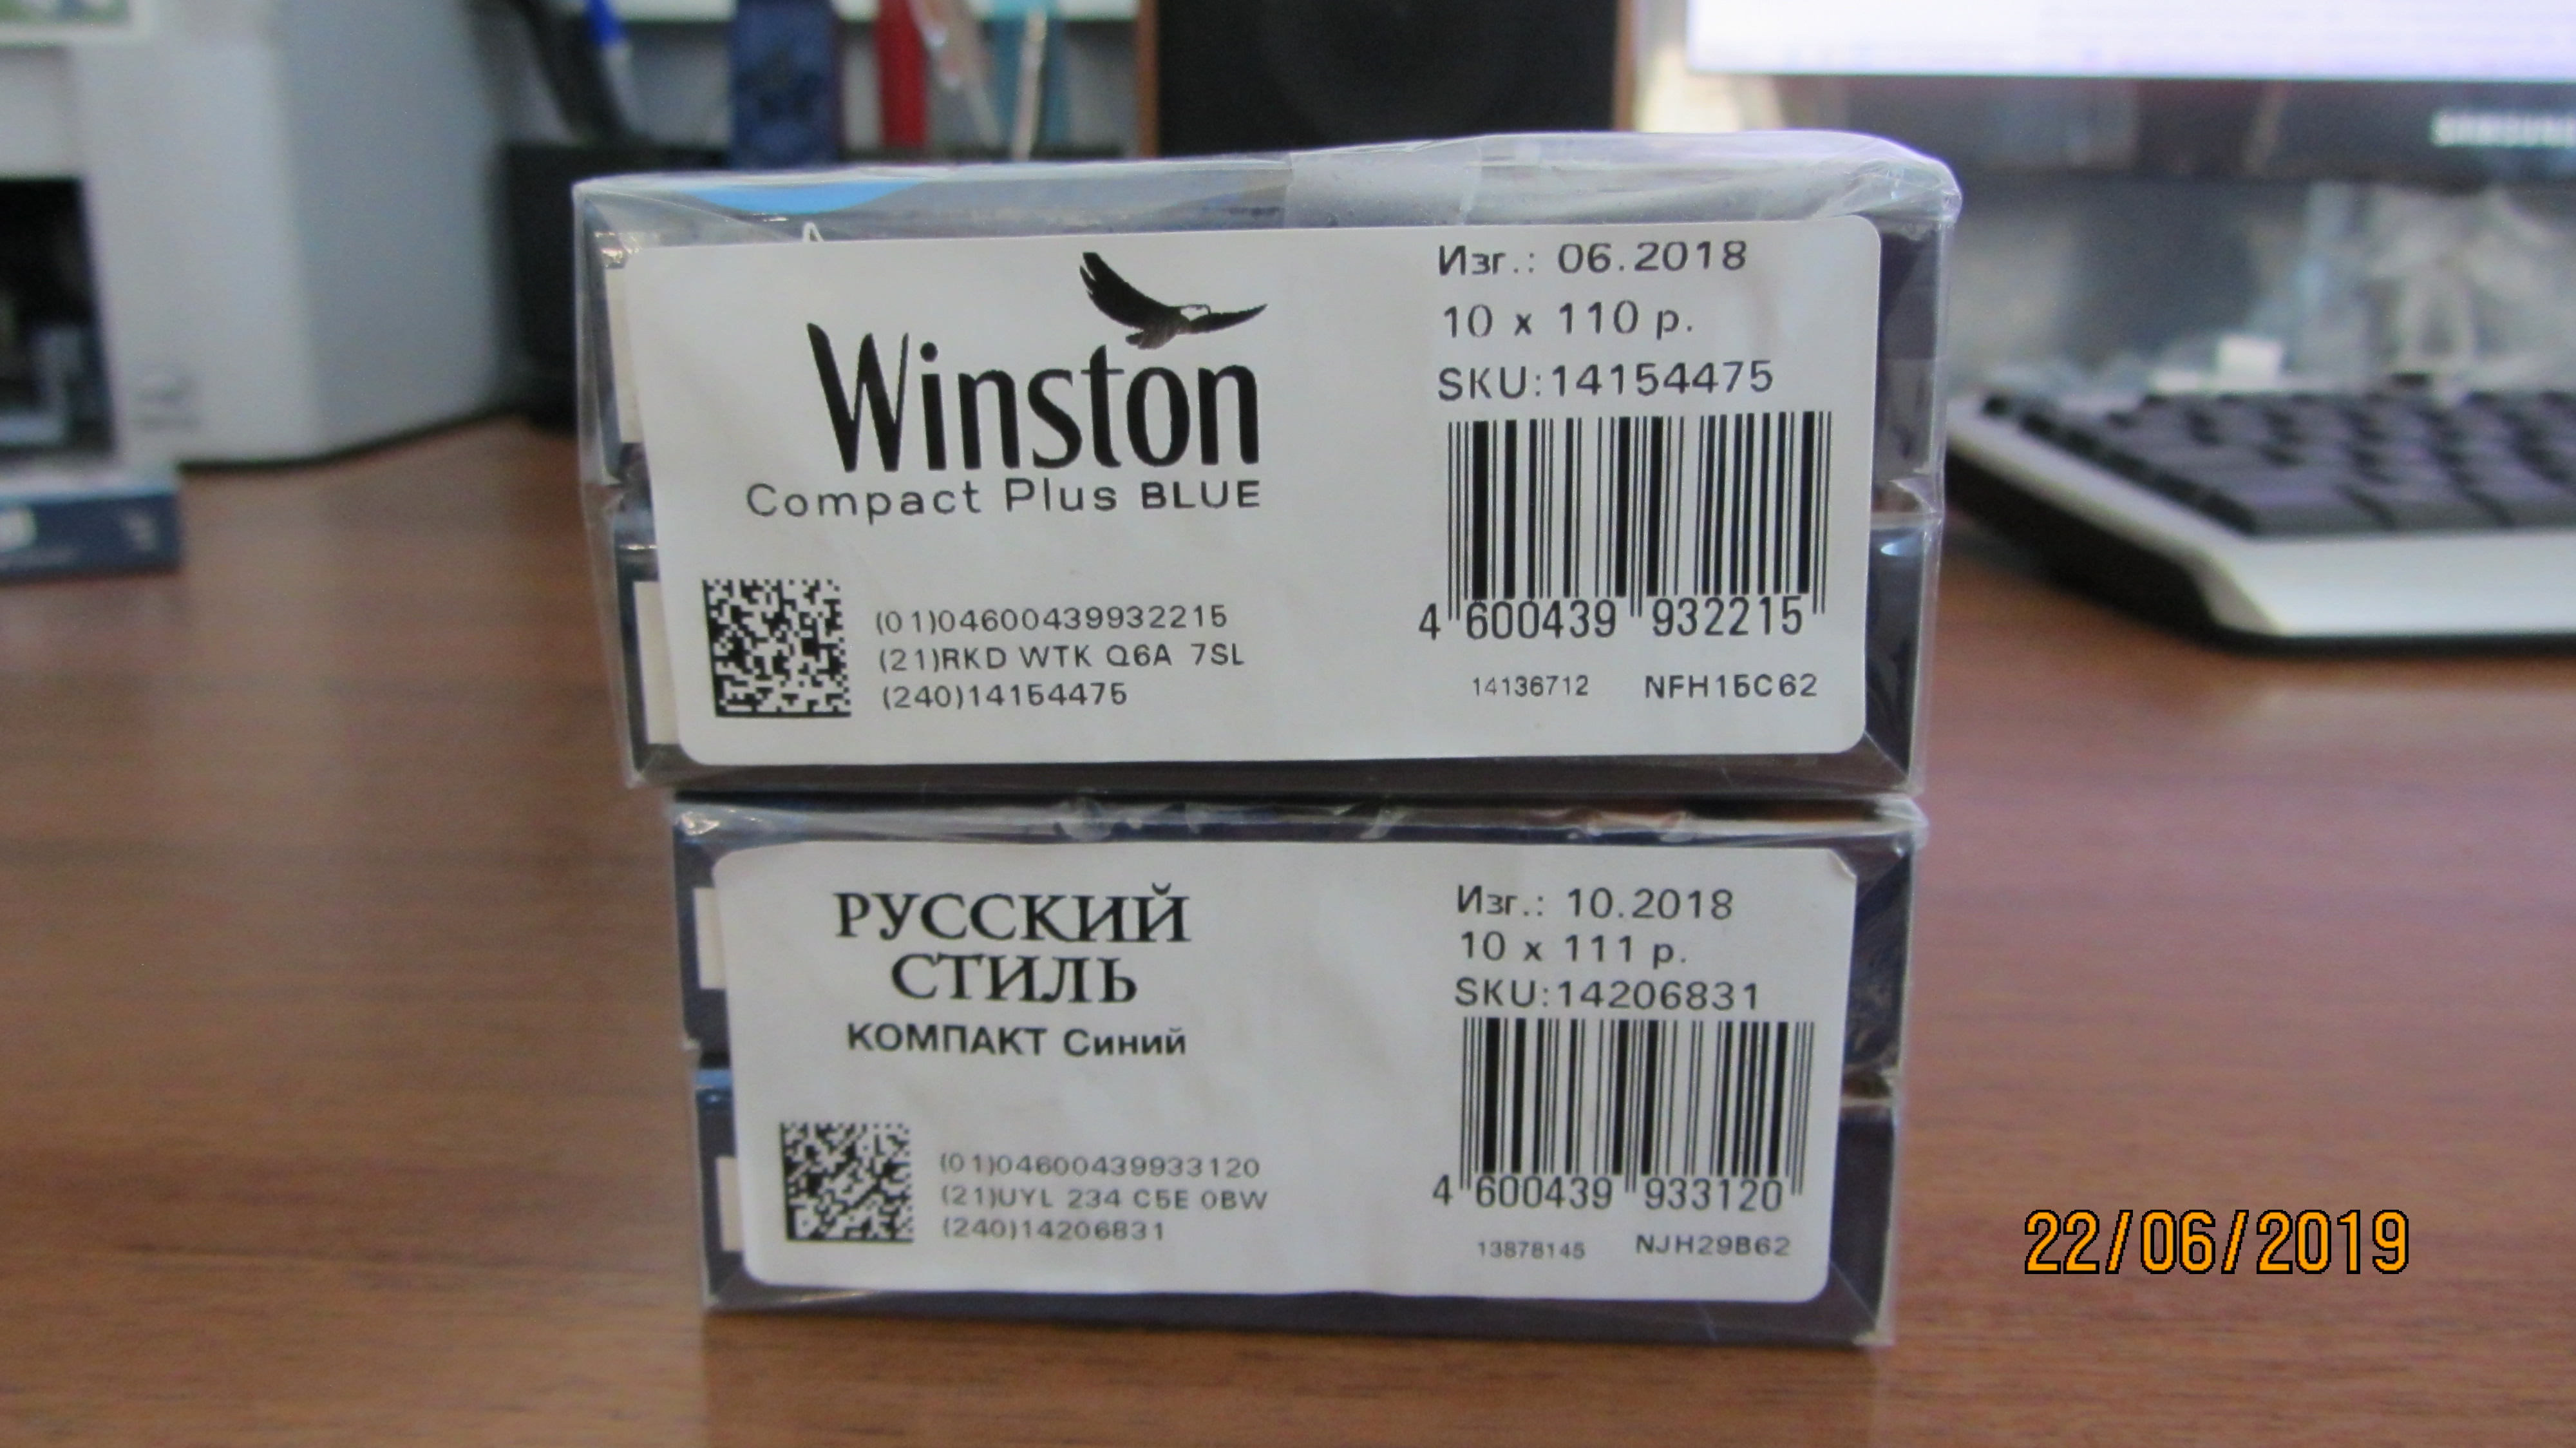 SAMSUNG
Winston
Compact Plus BLUE
(01)04600439932215
(21)RKD WTK Q6A 7SL
(240)14154475
Изг.: 06.2018
10 x 110 р.
SKU:14154475
4 600439 932215
14136712 NFH15C62
РУССКИЙ
СТИЛЬ
КОМПАКТ Синий
(01)04600439933120
(21)UYL 234 C5E 0BW
(240)14206831
Изг.: 10.2018
10 x 111 р.
SKU:14206831
4 600439 933120
13878145 NJH29B62
22/06/2019